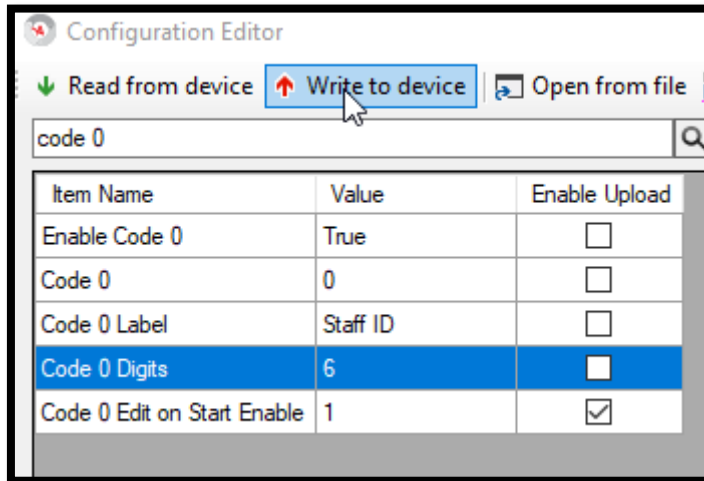 Configuration Editor
Read from device Write to device Open from file
code 0
Item Name Value Enable Upload
Enable Code 0 True
Code 0 0
Code 0 Label Staff ID
Code 0 Digits 6
Code 0 Edit on Start Enable 1